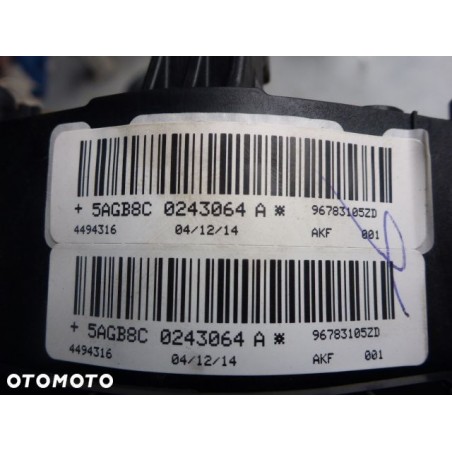 + 5AGB8C 0243064 A ⋇ 96783105ZD
4494316 04/12/14 AKF 001
+ 5AGB8C 0243064 A ⋇ 96783105ZD
4494316 04/12/14 AKF 001
OTOMOTO